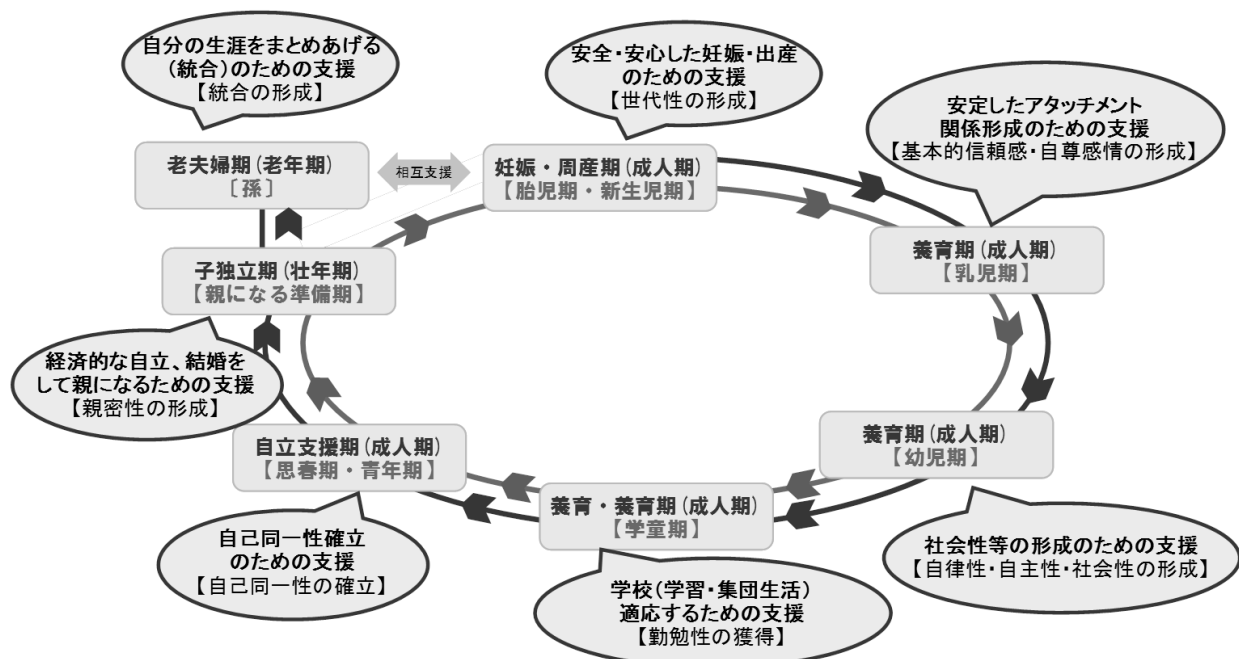 自分の生涯をまとめあげる
(統合)のための支援
【統合の形成】
安全・安心した妊娠・出産
のための支援
【世代性の形成】
安定したアタッチメント
関係形成のための支援
【基本的信頼感・自尊感情の形成】
老夫婦期(老年期)
〔孫〕
相互支援
妊娠・周産期(成人期)
【胎児期・新生児期】
養育期(成人期)
【乳児期】
子独立期(壮年期)
【親になる準備期】
経済的な自立、結婚を
して親になるための支援
【親密性の形成】
自立支援期(成人期)
【思春期・青年期】
養育期(成人期)
【幼児期】
養育・養育期(成人期)
【学童期】
自己同一性確立
のための支援
【自己同一性の確立】
学校(学習・集団生活)
適応するための支援
【勤勉性の獲得】
社会性等の形成のための支援
【自律性・自主性・社会性の形成】